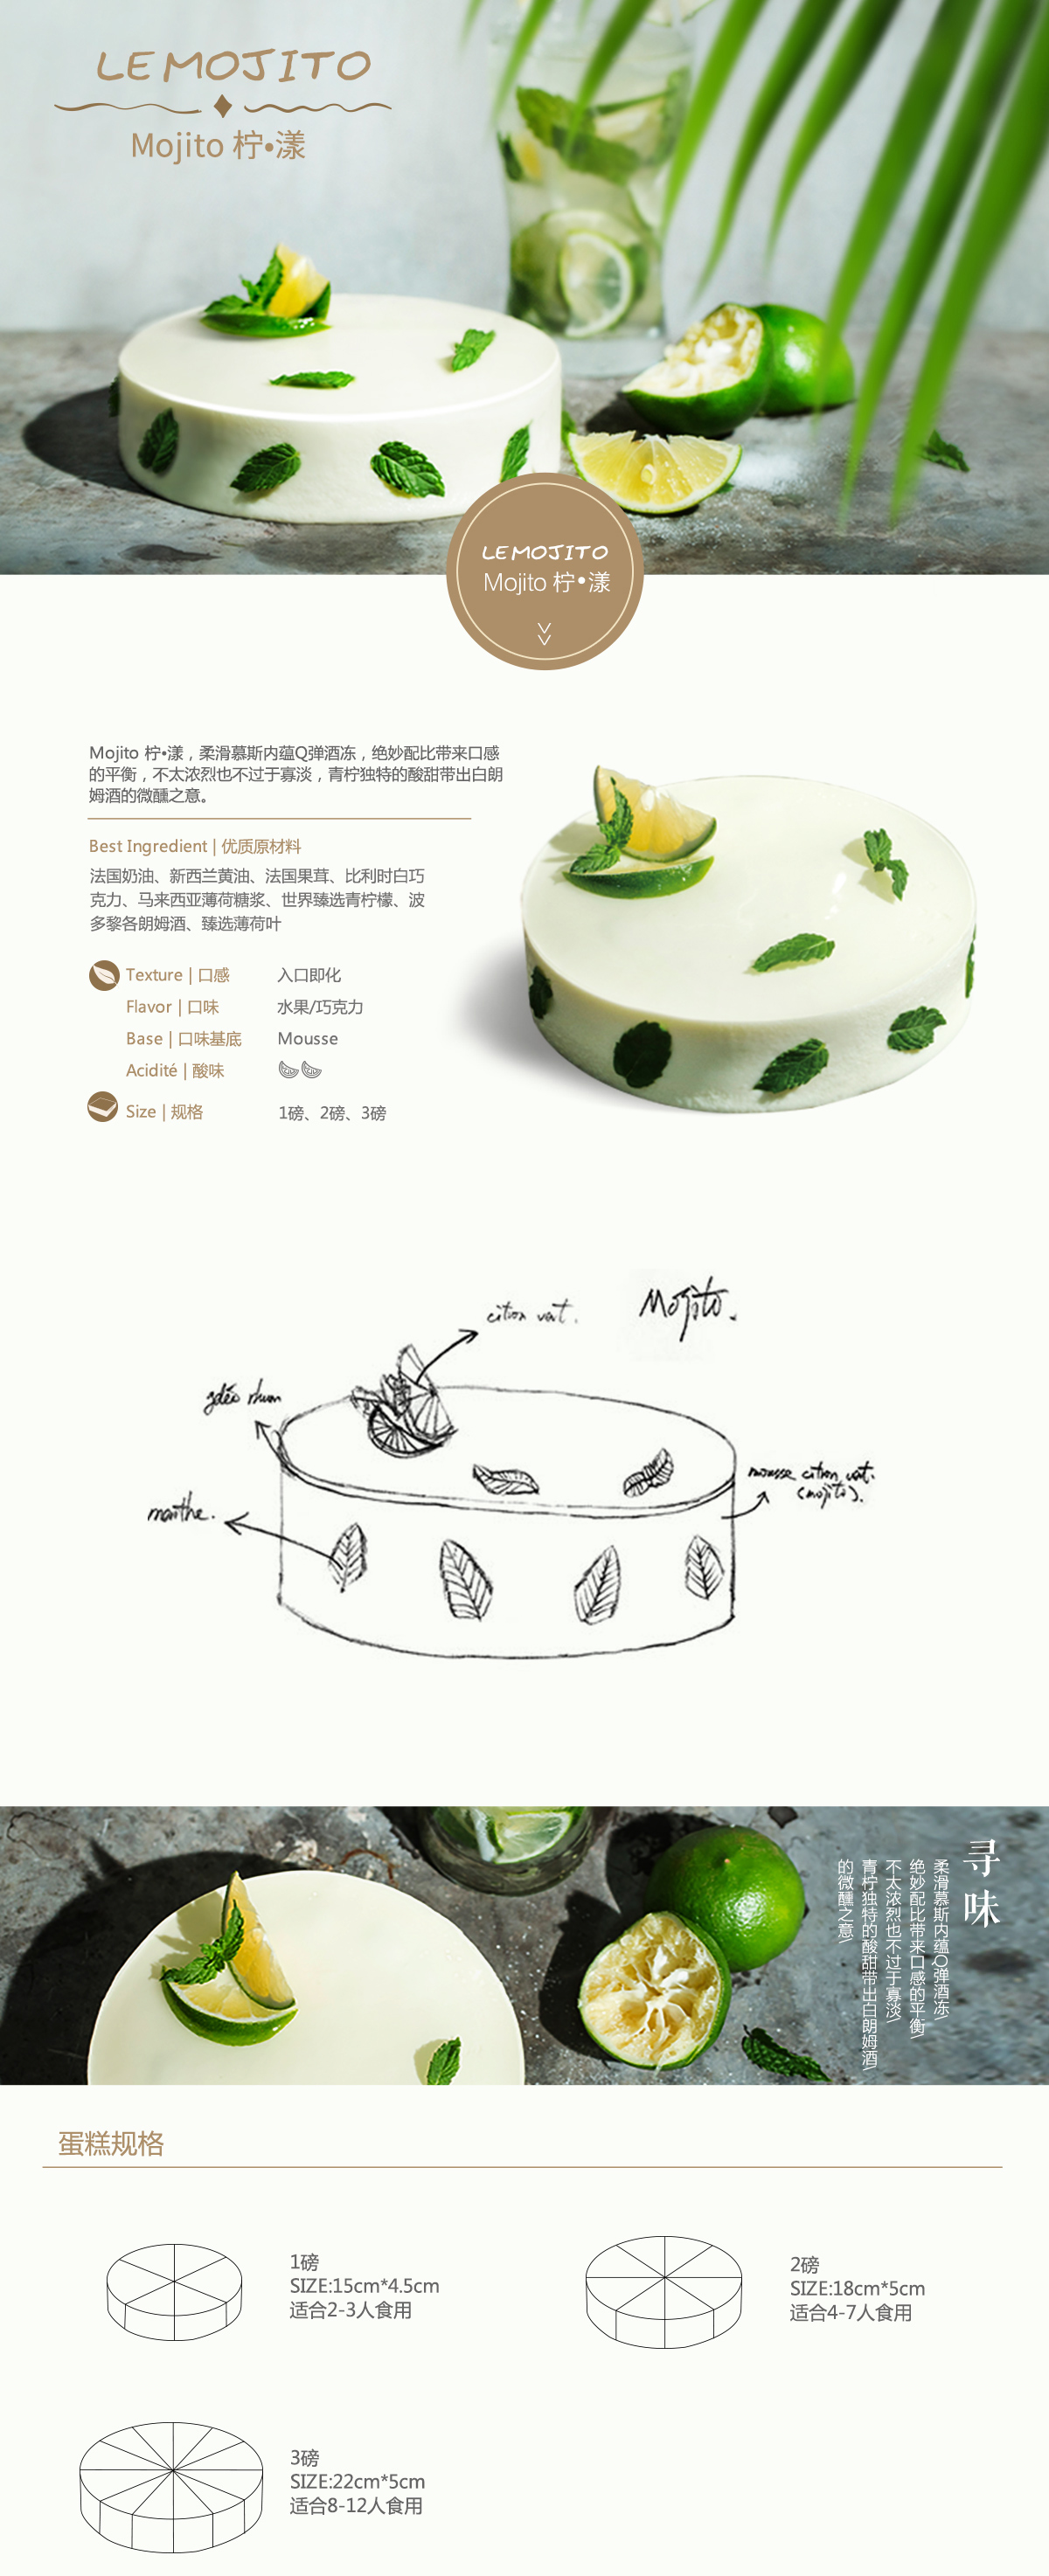 LE MOJITO
Mojito 柠•漾
LE MOJITO
Mojito 柠•漾
Mojito 柠•漾，柔滑慕斯内蕴Q弹酒冻，绝妙配比带来口感
的平衡，不太浓烈也不过于寡淡，青柠独特的酸甜带出白朗
姆酒的微醺之意。
Best Ingredient | 优质原材料
法国奶油、新西兰黄油、法国果茸、比利时白巧
克力、马来西亚薄荷糖浆、世界臻选青柠檬、波
多黎各朗姆酒、臻选薄荷叶
Texture | 口感 入口即化
Flavor | 口味 水果/巧克力
Base | 口味基底 Mousse
Acidité | 酸味
Size | 规格 1磅、2磅、3磅
Mojito.
citron vert.
rhum
menthe.
mousse citron vert.
(mojito).
寻味
柔滑慕斯内蕴Q弹酒冻/
绝妙配比带来口感的平衡/
不太浓烈也不过于寡淡/
青柠独特的酸甜带出白朗姆酒/
的微醺之意/
蛋糕规格
1磅
SIZE:15cm*4.5cm
适合2-3人食用
2磅
SIZE:18cm*5cm
适合4-7人食用
3磅
SIZE:22cm*5cm
适合8-12人食用